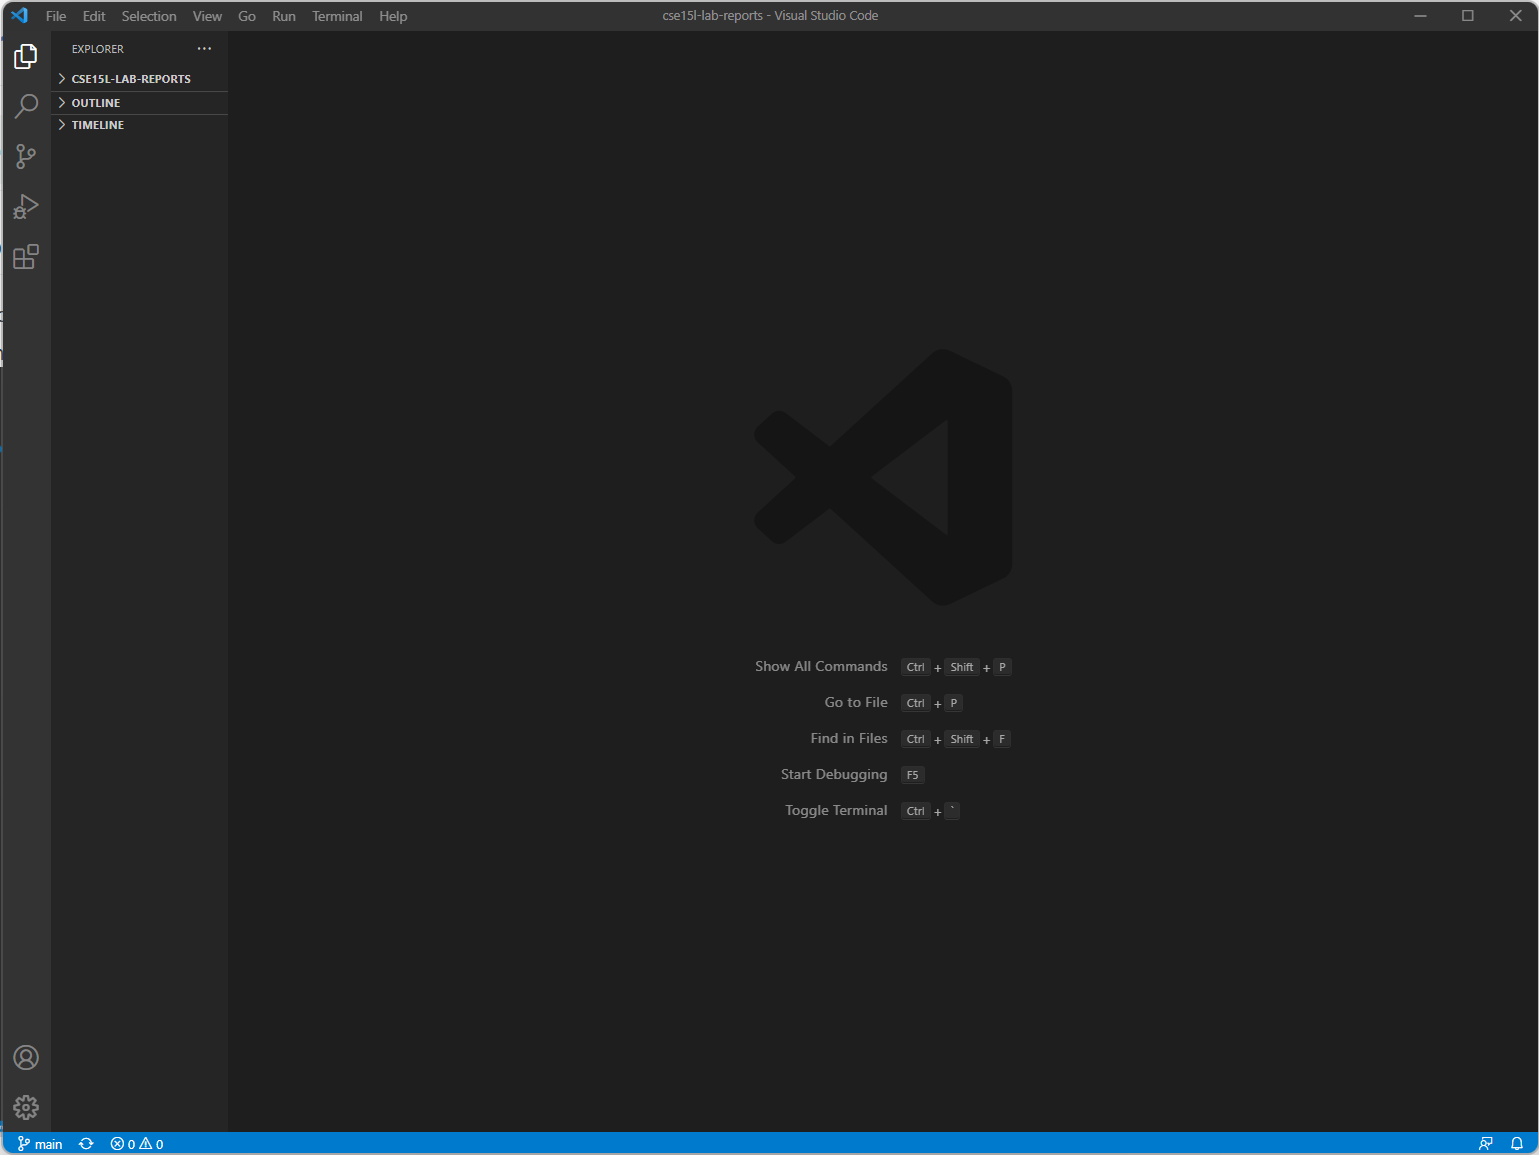 File Edit Selection View Go Run Terminal Help cse15l-lab-reports - Visual Studio Code
EXPLORER
CSE15L-LAB-REPORTS
OUTLINE
TIMELINE
Show All Commands Ctrl + Shift + P
Go to File Ctrl + P
Find in Files Ctrl + Shift + F
Start Debugging F5
Toggle Terminal Ctrl + `
main 0 0